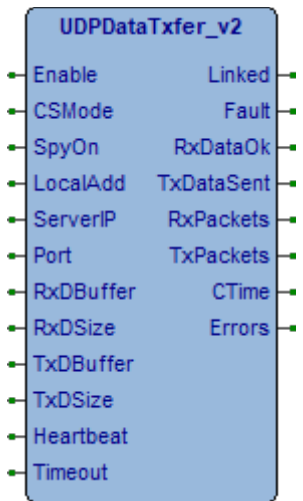 UDPDataTxfer_v2
Enable Linked
CSMode Fault
SpyOn RxDataOk
LocalAdd TxDataSent
ServerIP RxPackets
Port TxPackets
RxDBuffer CTime
RxDSize Errors
TxDBuffer
TxDSize
Heartbeat
Timeout